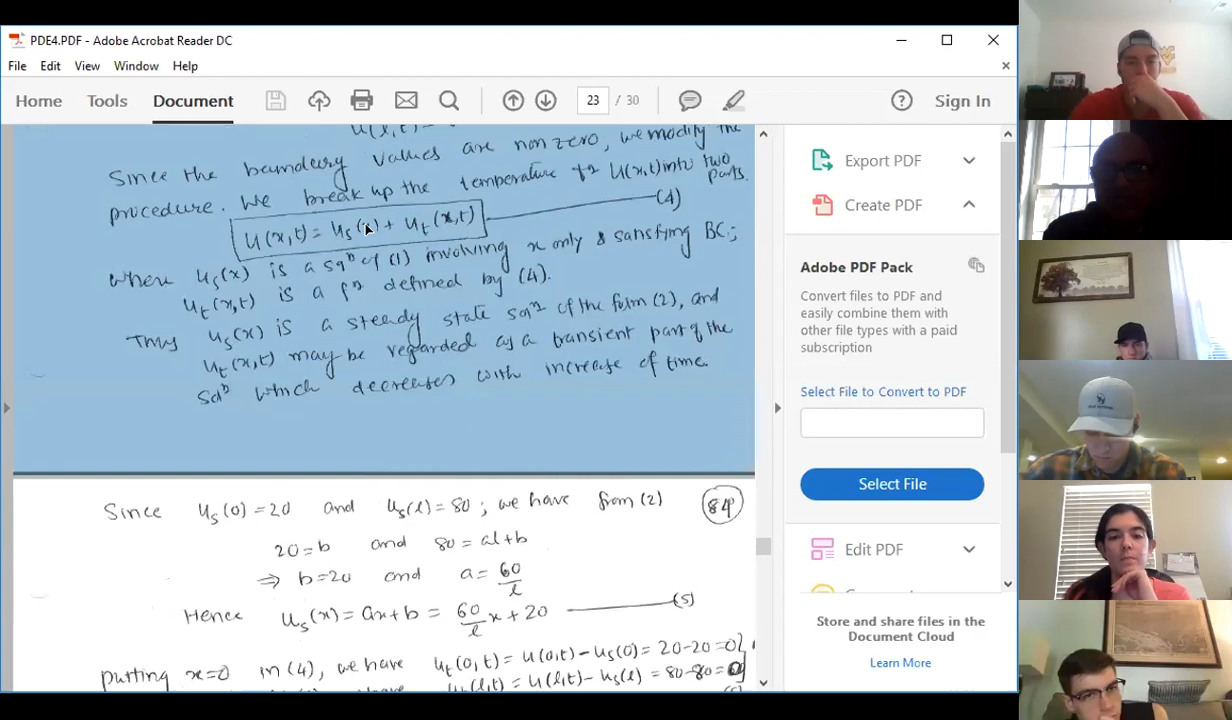 PDE4.PDF - Adobe Acrobat Reader DC
File Edit View Window Help
Home Tools Document 23 / 30 Sign In
U(l,t) =
Since the boundary values are non zero, we modify the
procedure. We break up the temperature fn U(x,t) into two parts.
U(x,t) = us(x) + ut(x,t) (4)
where us(x) is a soln of (1) involving x only & satisfying BC;
ut(x,t) is a fn defined by (4).
Thus us(x) is a steady state soln of the form (2), and
ut(x,t) may be regarded as a transient part of the
soln which decreases with increase of time.
Since us(0) = 20 and us(l) = 80; we have from (2) 84
20 = b and 80 = al + b
⇒ b = 20 and a = 60/l
Hence us(x) = ax + b = 60/l x + 20 (5)
putting x=0 in (4), we have ut(0,t) = u(0,t) - us(0) = 20-20 = 0
ut(l,t) = u(l,t) - us(l) = 80-80 = 0
Export PDF
Create PDF
Adobe PDF Pack
Convert files to PDF and
easily combine them with
other file types with a paid
subscription
Select File to Convert to PDF
Select File
Edit PDF
Store and share files in the
Document Cloud
Learn More